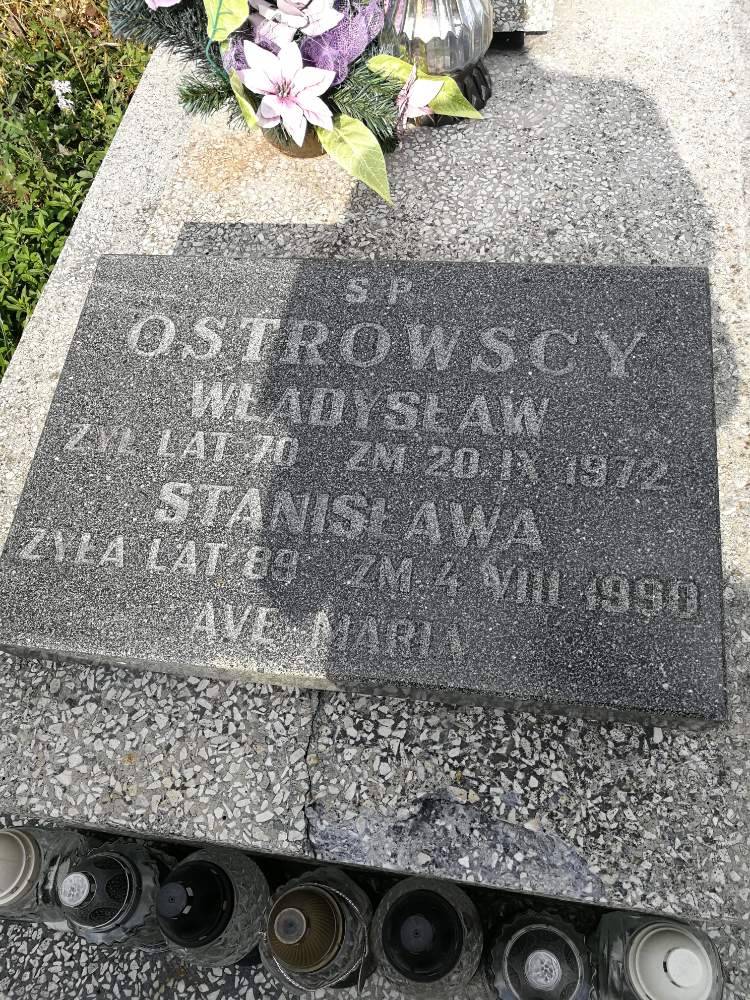 S. P.
OSTROWSCY
WŁADYSŁAW
ŻYŁ LAT 70 ZM 20 IX 1972
STANISŁAWA
ŻYŁA LAT 89 ZM 4 VIII 1990
AVE MARIA